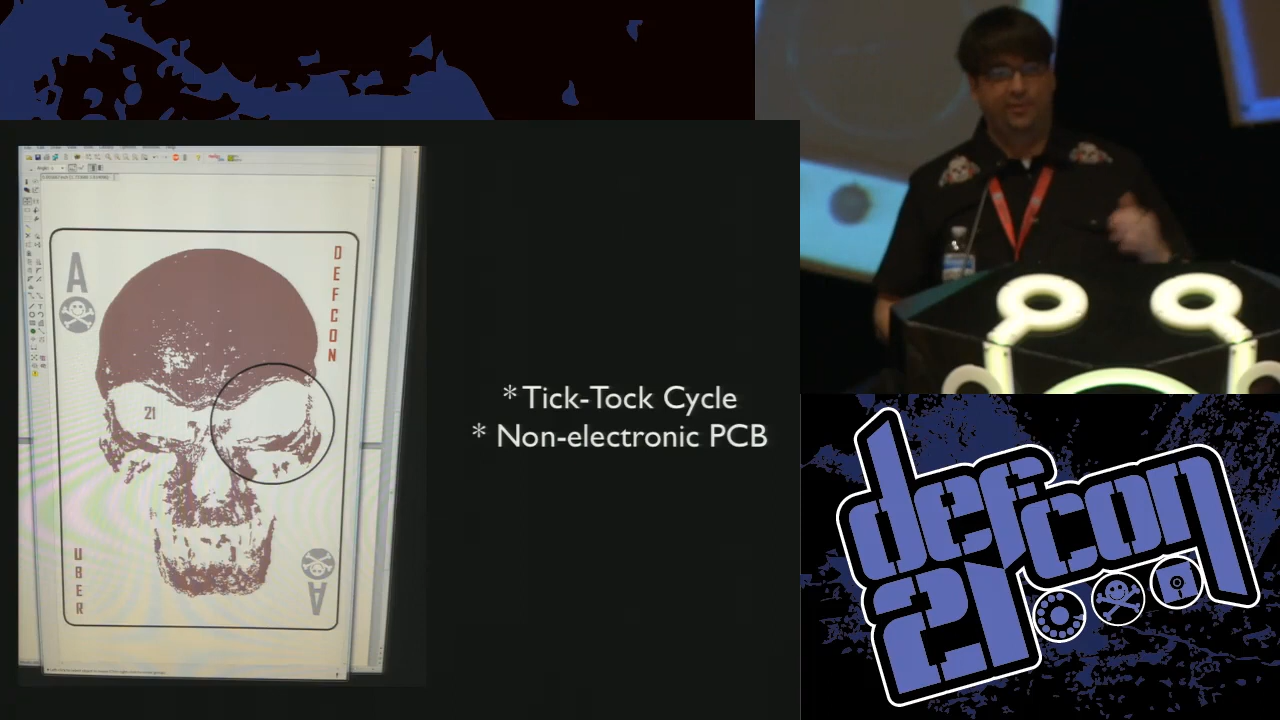 A
DEFCON
21
UBER
A
* Tick-Tock Cycle
* Non-electronic PCB
defcon
21